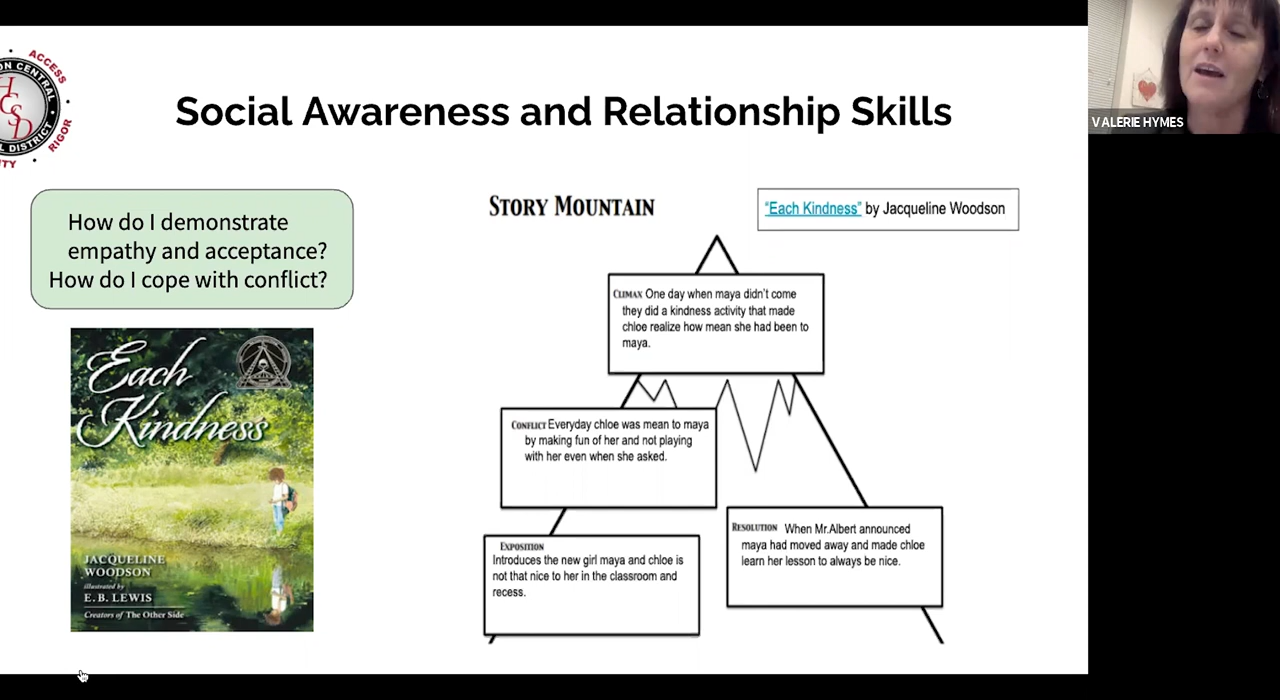 ACCESS
RIGOR
Social Awareness and Relationship Skills
VALERIE HYMES
How do I demonstrate
empathy and acceptance?
How do I cope with conflict?
STORY MOUNTAIN
“Each Kindness” by Jacqueline Woodson
CLIMAX One day when maya didn’t come
they did a kindness activity that made
chloe realize how mean she had been to
maya.
CONFLICT Everyday chloe was mean to maya
by making fun of her and not playing
with her even when she asked.
EXPOSITION
Introduces the new girl maya and chloe is
not that nice to her in the classroom and
recess.
RESOLUTION When Mr.Albert announced
maya had moved away and made chloe
learn her lesson to always be nice.
Each
Kindness
JACQUELINE
WOODSON
illustrated by
E. B. LEWIS
Creators of The Other Side